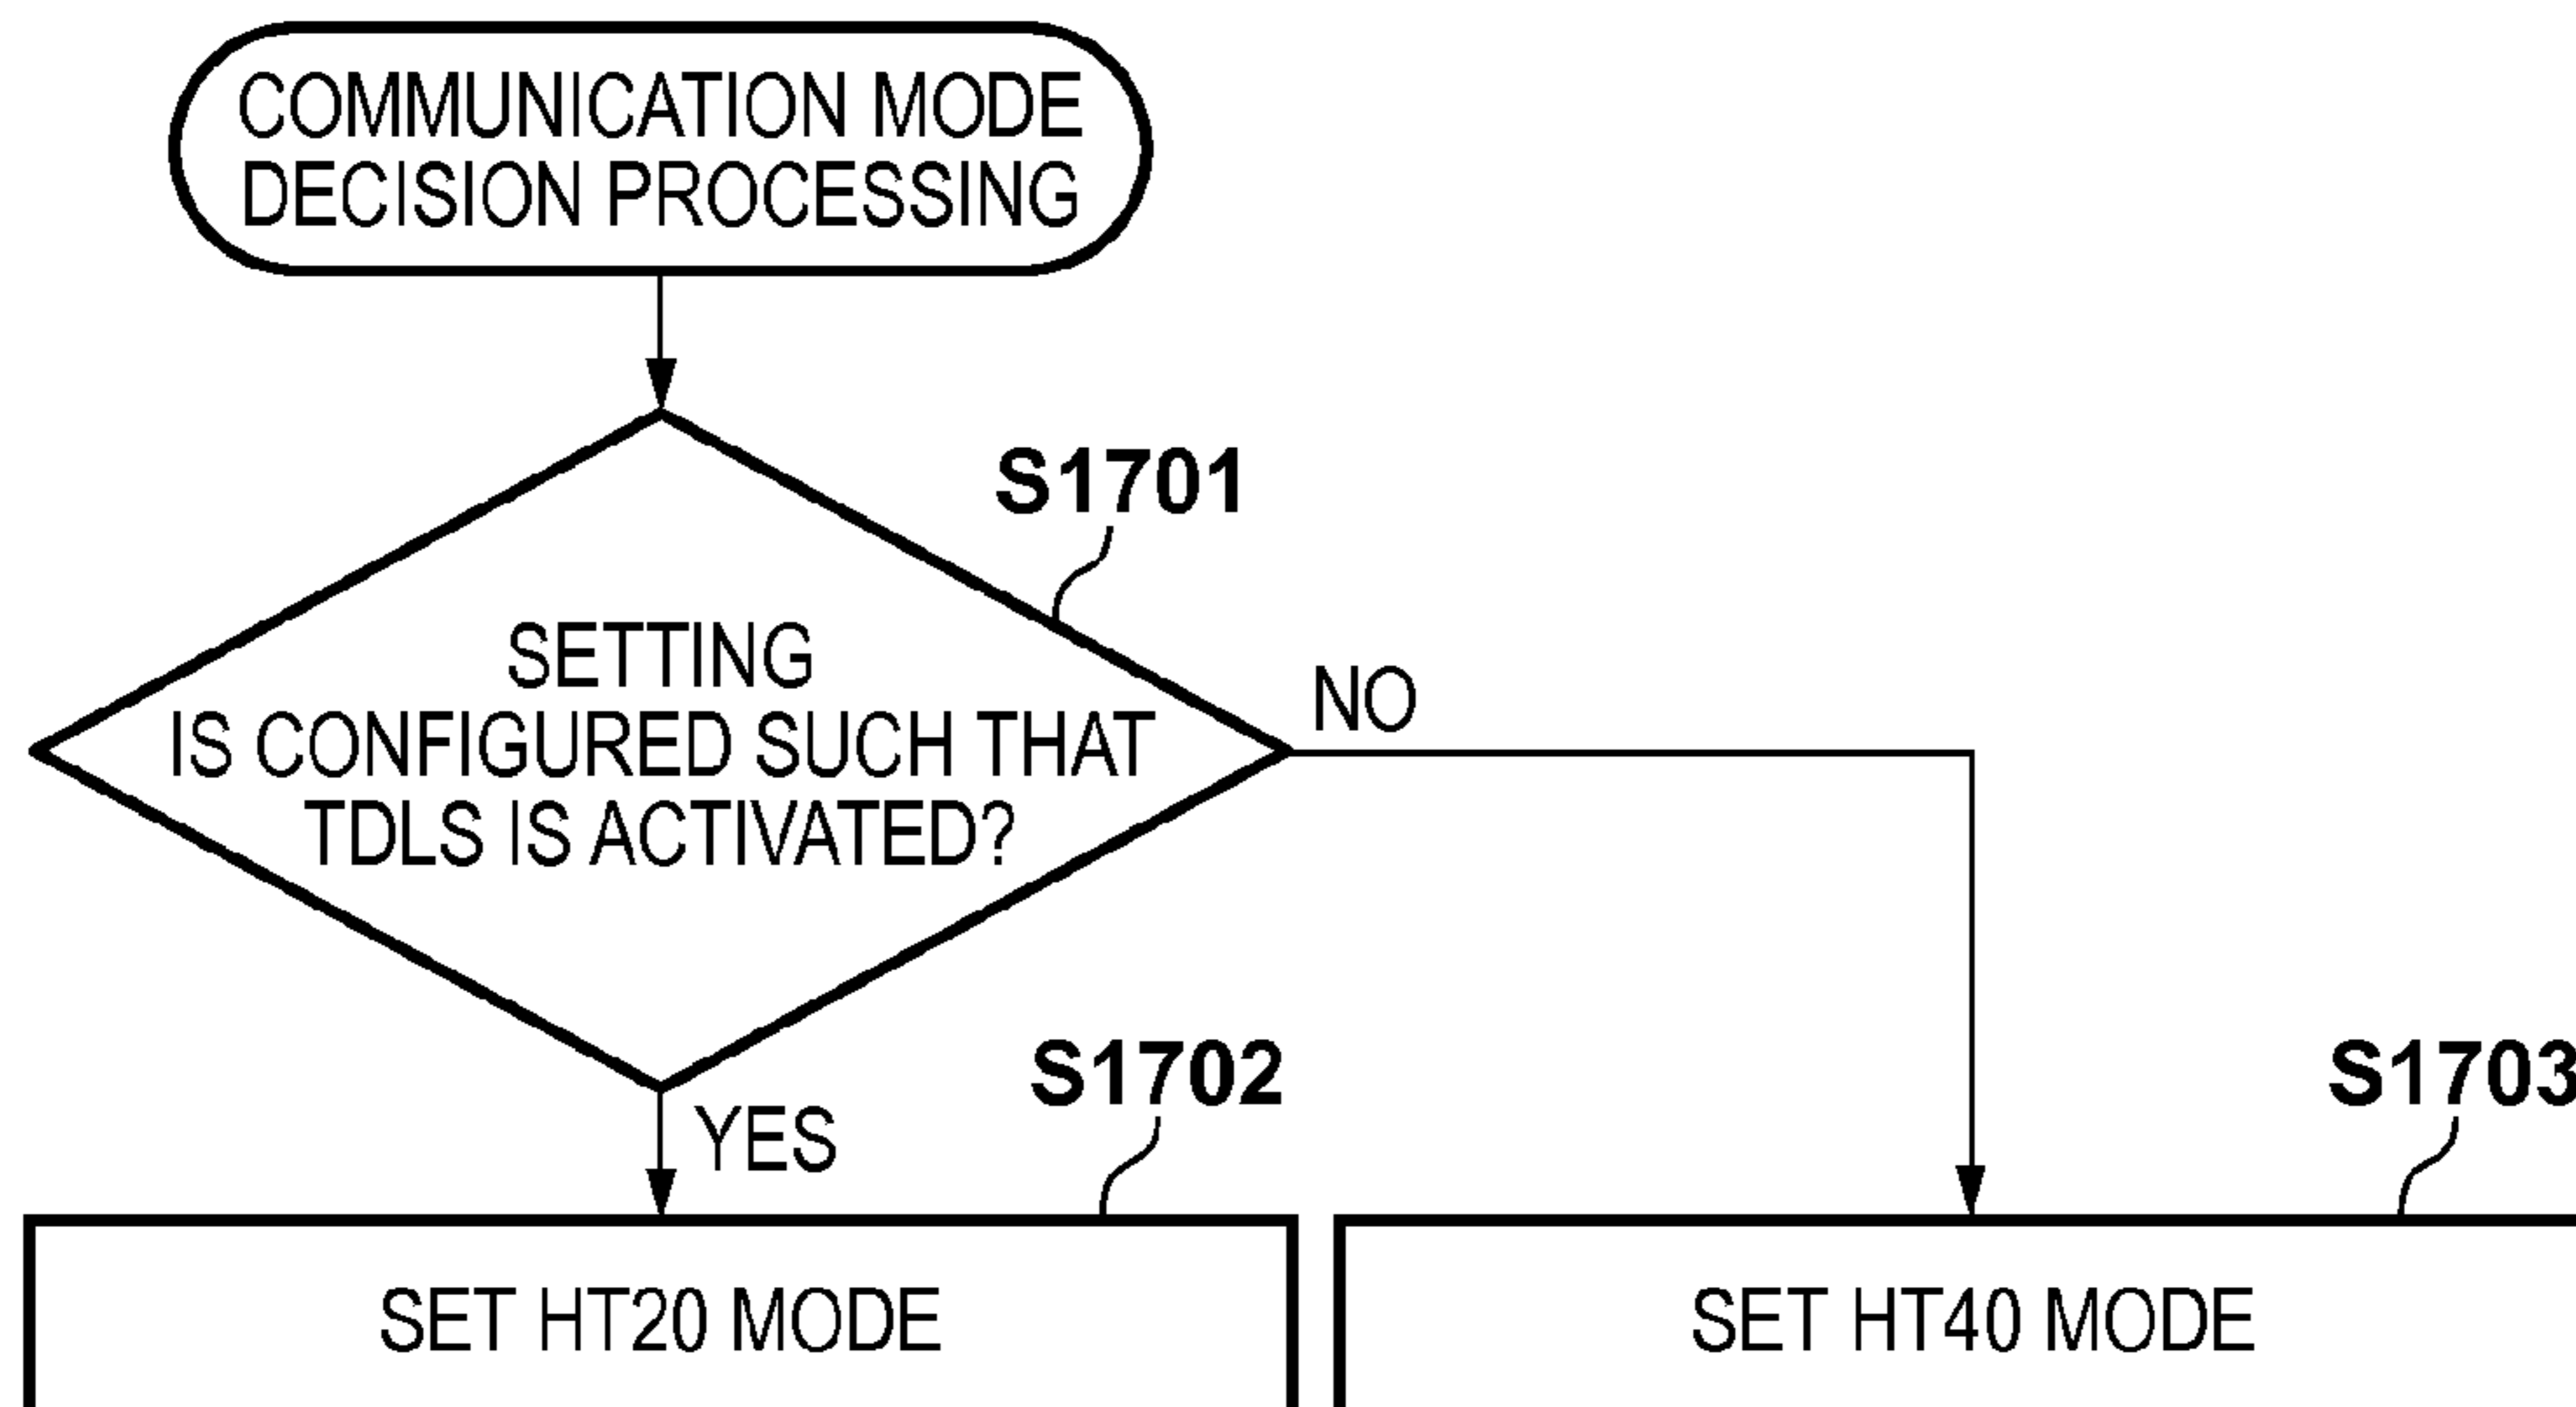 COMMUNICATION MODE
DECISION PROCESSING
S1701
SETTING
IS CONFIGURED SUCH THAT
TDLS IS ACTIVATED?
NO
YES
S1702
S1703
SET HT20 MODE
SET HT40 MODE